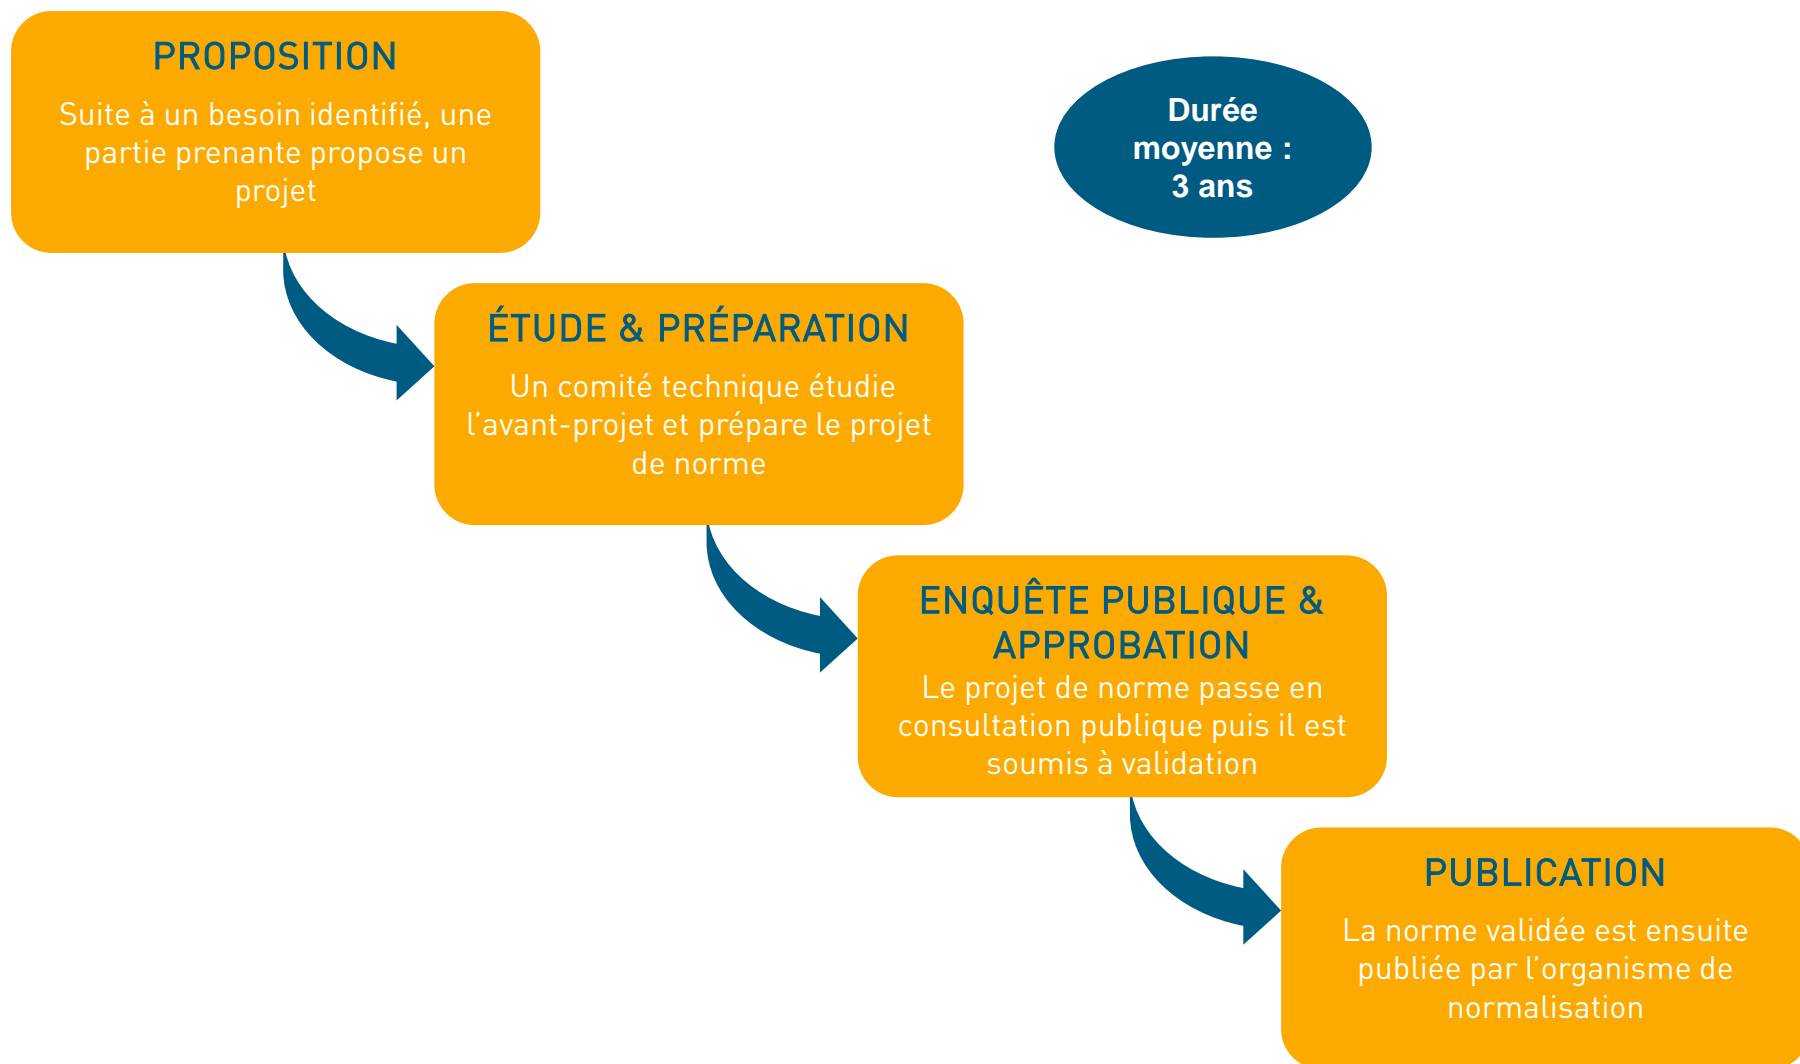 PROPOSITION
Suite à un besoin identifié, une
partie prenante propose un
projet
Durée
moyenne :
3 ans
ÉTUDE & PRÉPARATION
Un comité technique étudie
l’avant-projet et prépare le projet
de norme
ENQUÊTE PUBLIQUE &
APPROBATION
Le projet de norme passe en
consultation publique puis il est
soumis à validation
PUBLICATION
La norme validée est ensuite
publiée par l’organisme de
normalisation